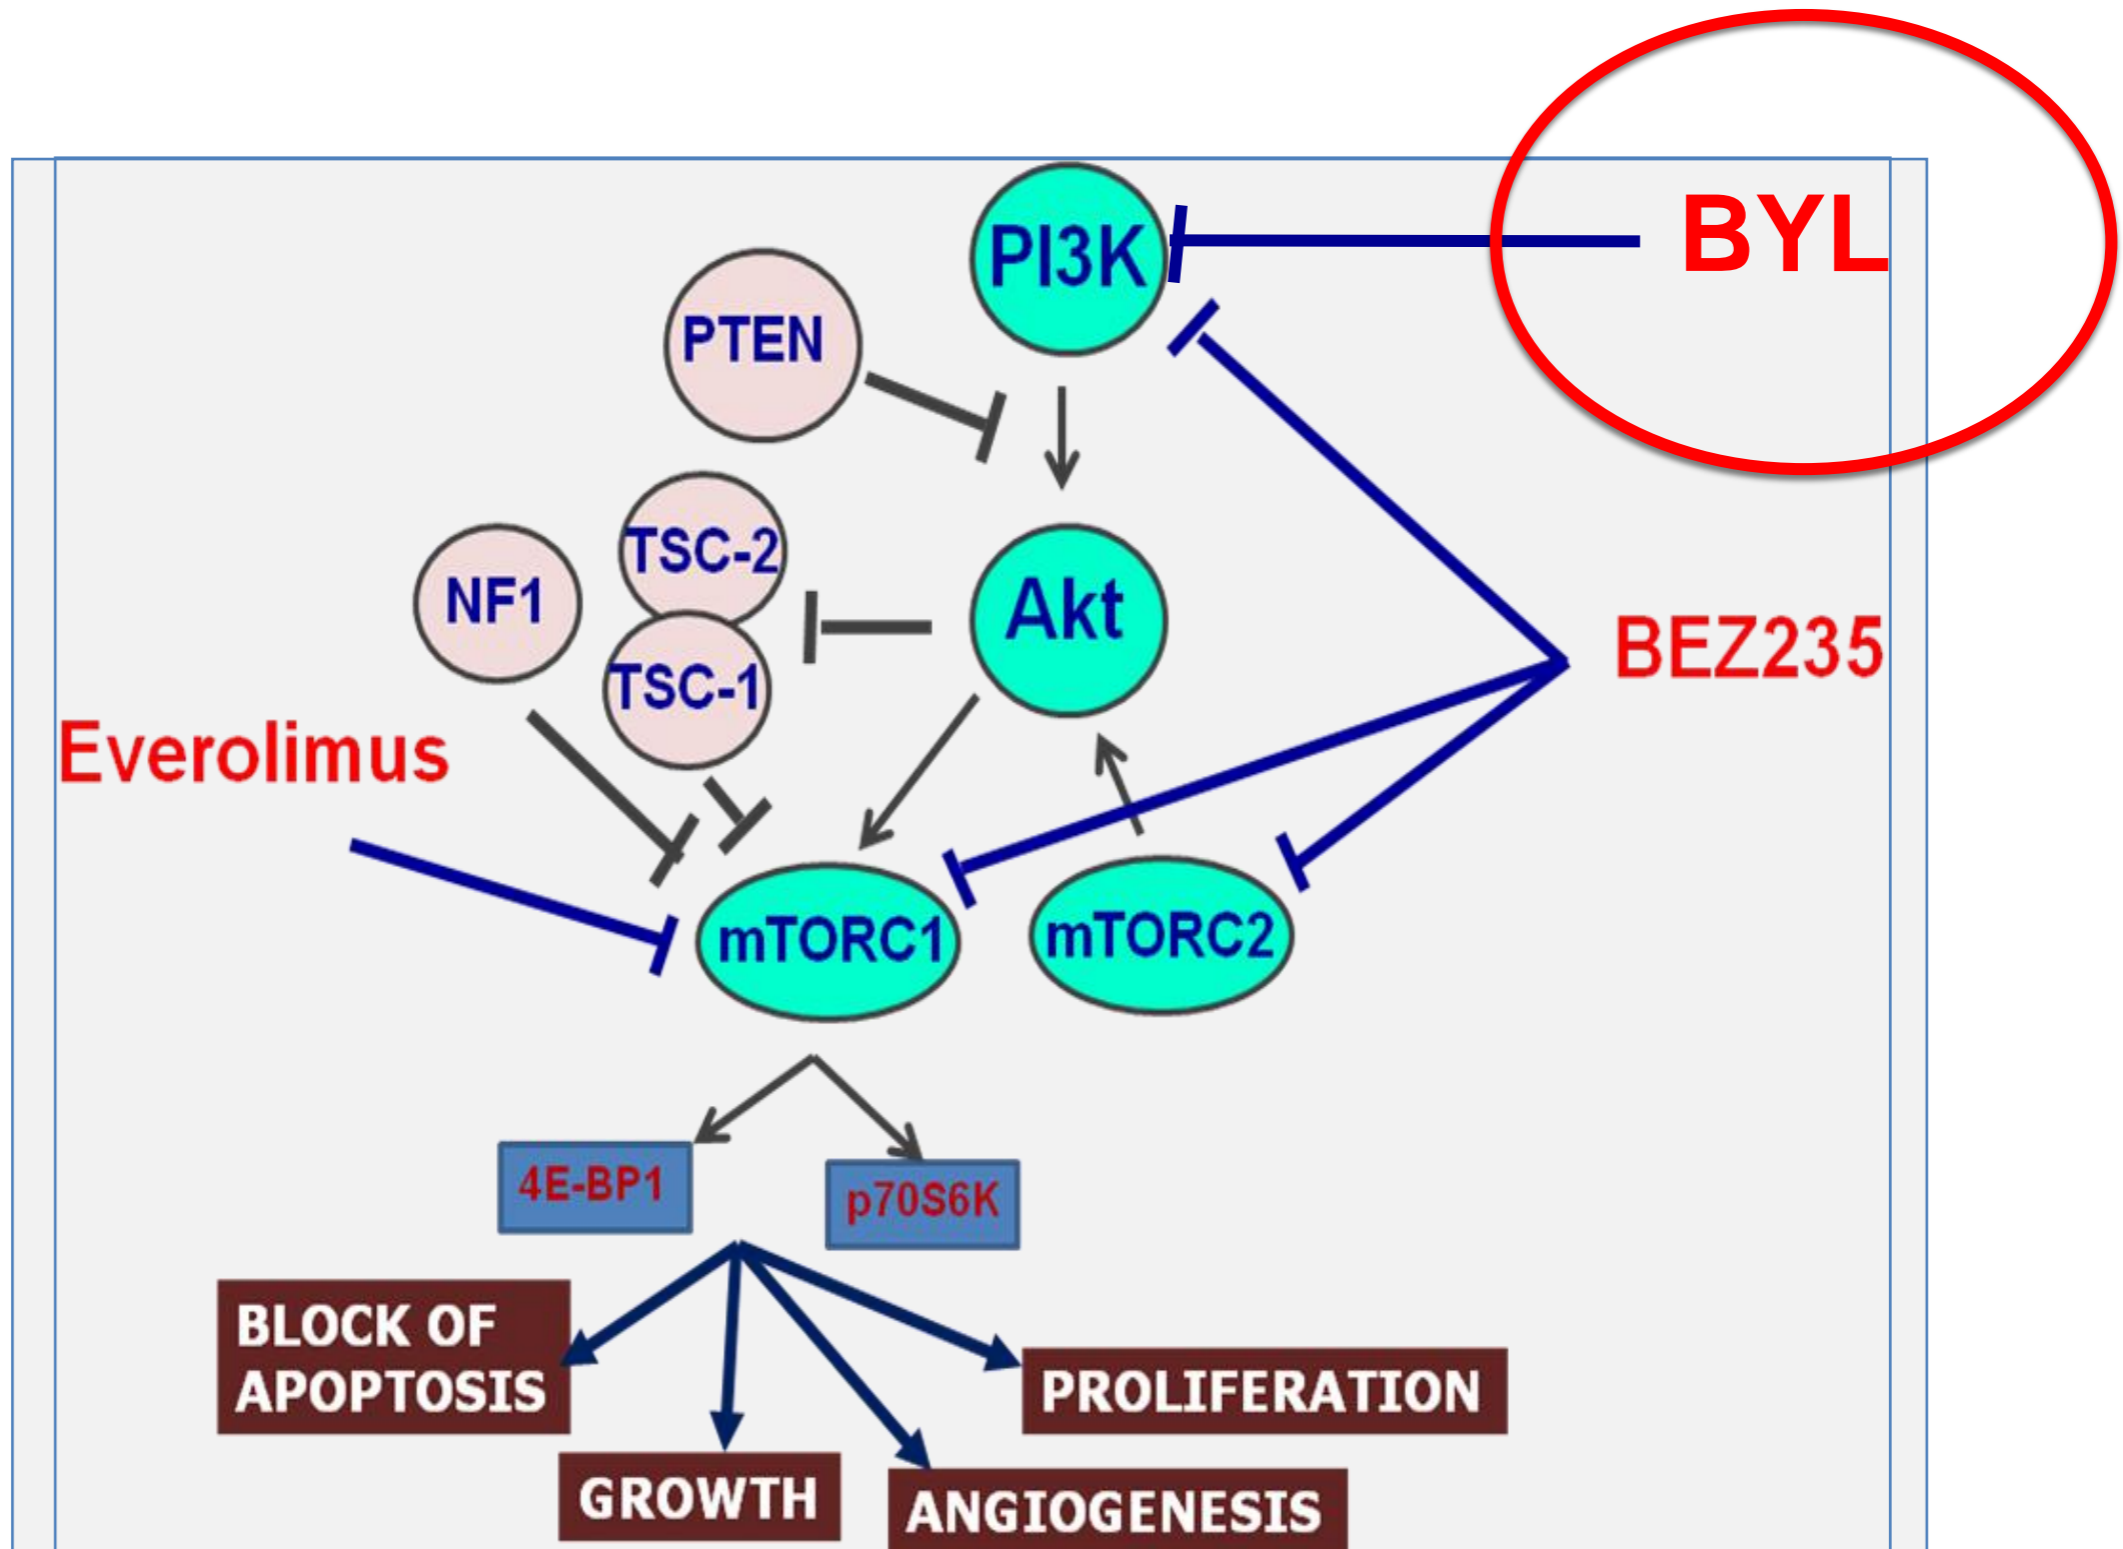 BYL
PI3K
PTEN
TSC-2
NF1
Akt
BEZ235
TSC-1
Everolimus
mTORC1
mTORC2
4E-BP1
p70S6K
BLOCK OF
APOPTOSIS
PROLIFERATION
GROWTH
ANGIOGENESIS